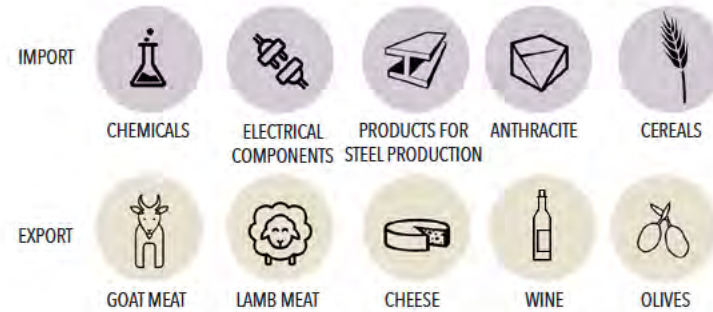 IMPORT
CHEMICALS
ELECTRICAL
COMPONENTS
PRODUCTS FOR
STEEL PRODUCTION
ANTHRACITE
CEREALS
EXPORT
GOAT MEAT
LAMB MEAT
CHEESE
WINE
OLIVES